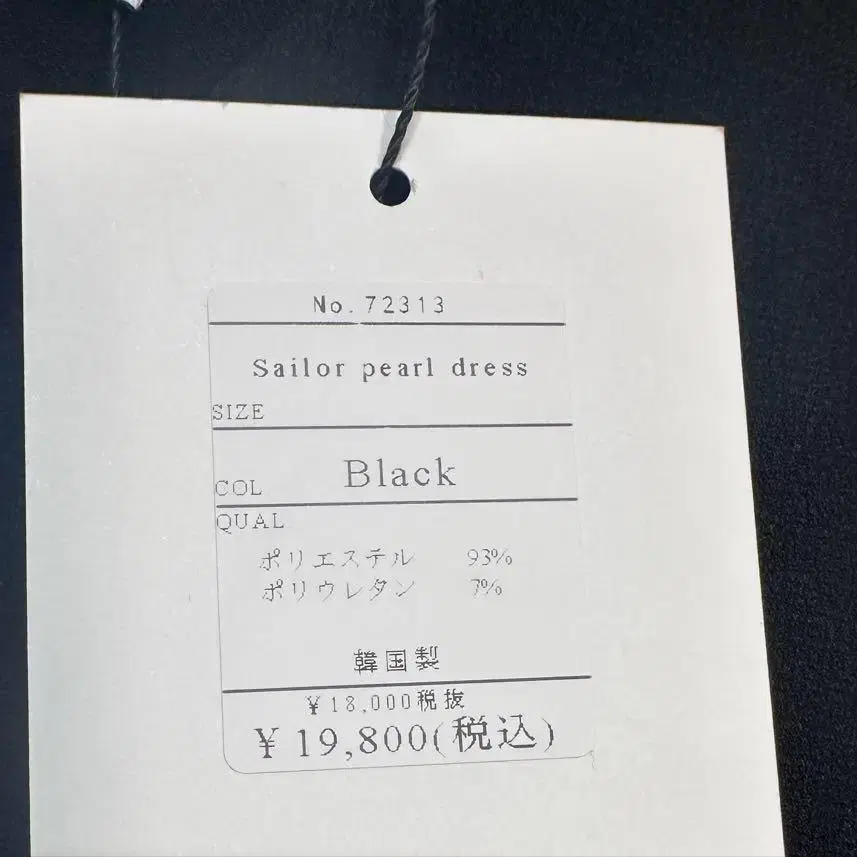 No. 72313
Sailor pearl dress
SIZE
COL Black
QUAL
ポリエステル 93%
ポリウレタン 7%
韓国製
¥18,000税抜
¥19,800(税込)